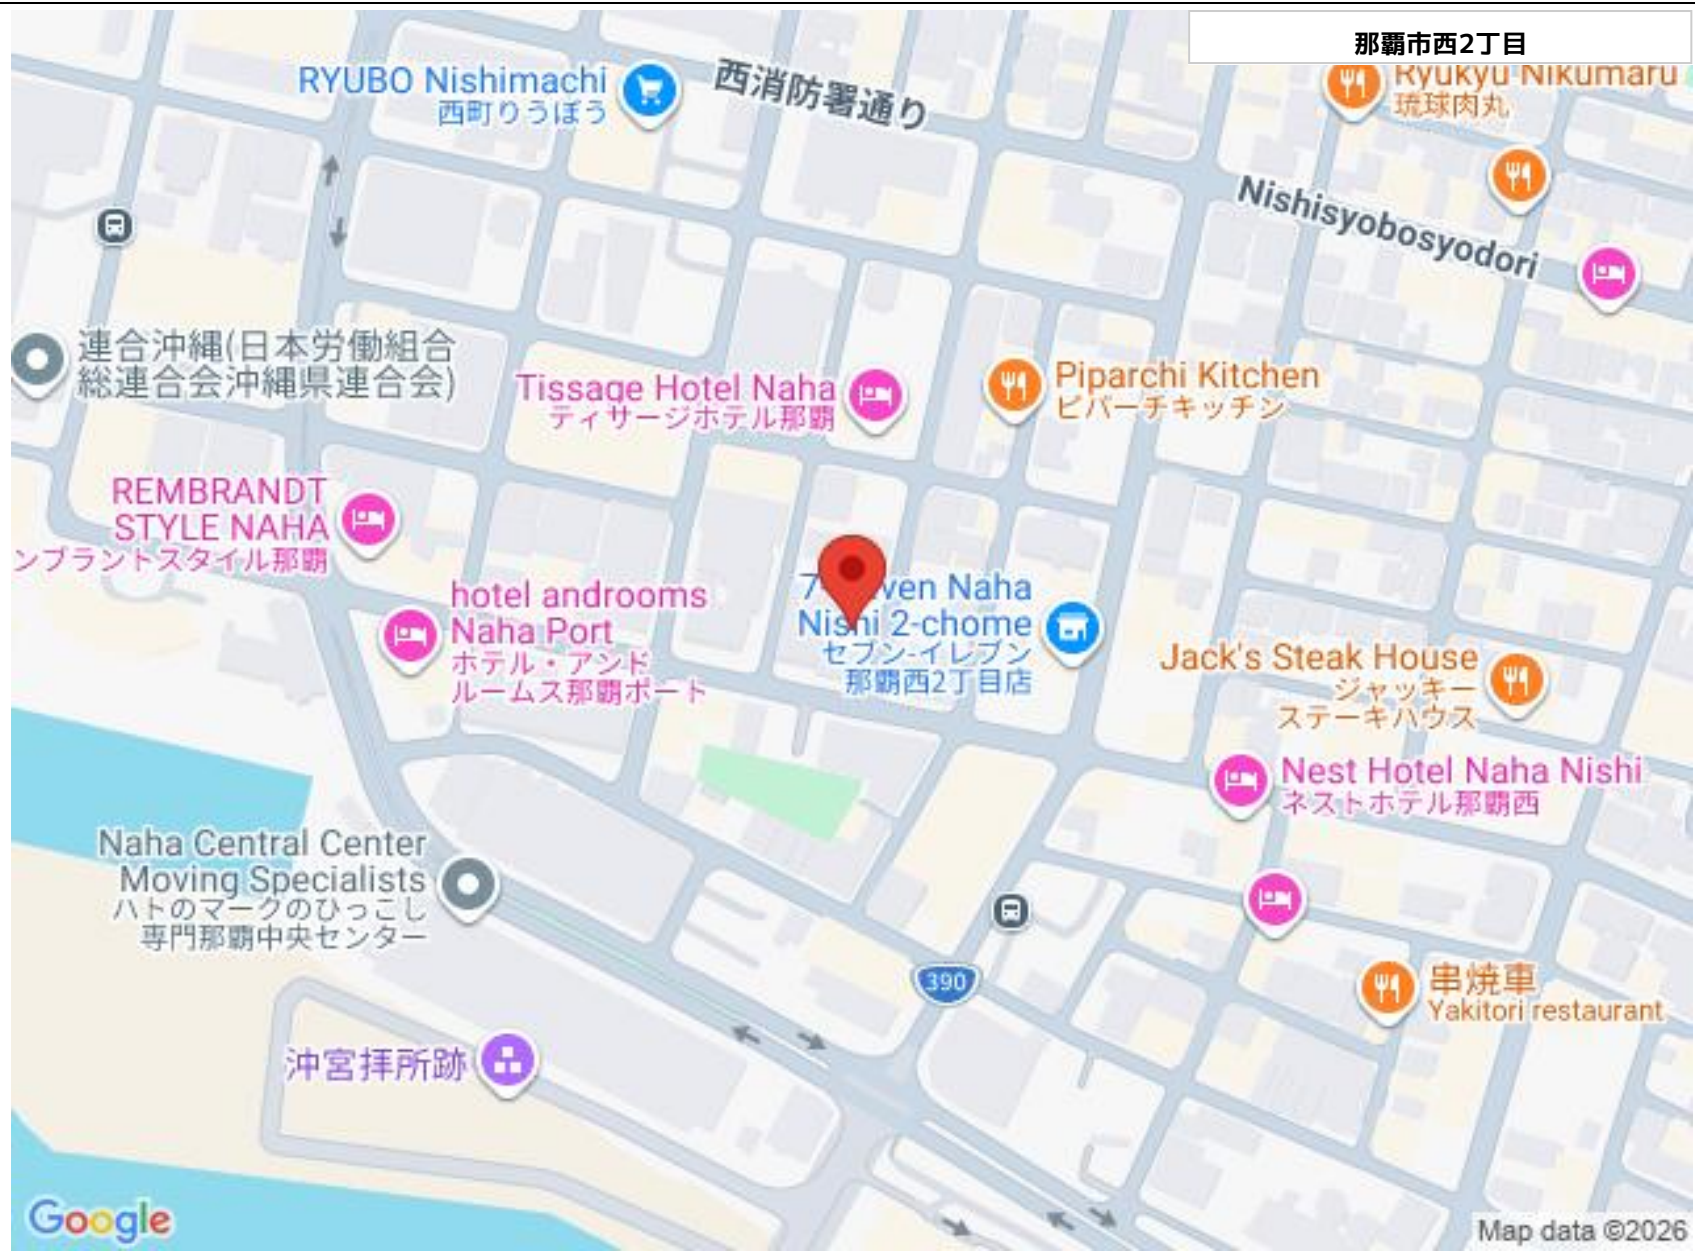 那覇市西2丁目
RYUBO Nishimachi
西町りうぼう
西消防署通り
Ryukyu Nikumaru
琉球肉丸
Nishisyobosyodori
連合沖縄(日本労働組合
総連合会沖縄県連合会)
Tissage Hotel Naha
ティサージホテル那覇
Piparchi Kitchen
ピパーチキッチン
REMBRANDT
STYLE NAHA
ンブラントスタイル那覇
hotel androoms
Naha Port
ホテル・アンド
ルームス那覇ポート
Naha
Nishi 2-chome
セブン-イレブン
那覇西2丁目店
Jack's Steak House
ジャッキー
ステーキハウス
Nest Hotel Naha Nishi
ネストホテル那覇西
Naha Central Center
Moving Specialists
ハトのマークのひっこし
専門那覇中央センター
390
串焼車
Yakitori restaurant
沖宮拝所跡
Google
Map data ©2026